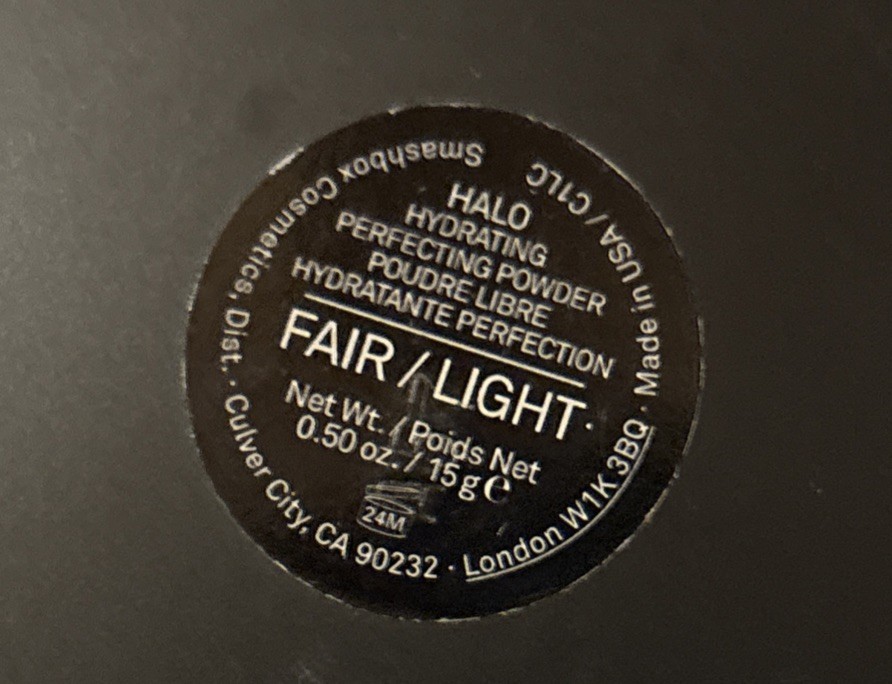 HALO
HYDRATING
PERFECTING POWDER
POUDRE LIBRE
HYDRATANTE PERFECTION
FAIR / LIGHT.
Net Wt. / Poids Net
0.50 oz. / 15 g ℮
24M
Smashbox Cosmetics, Dist. · Culver City, CA 90232 · London W1K 3BQ · Made in USA / C1LC